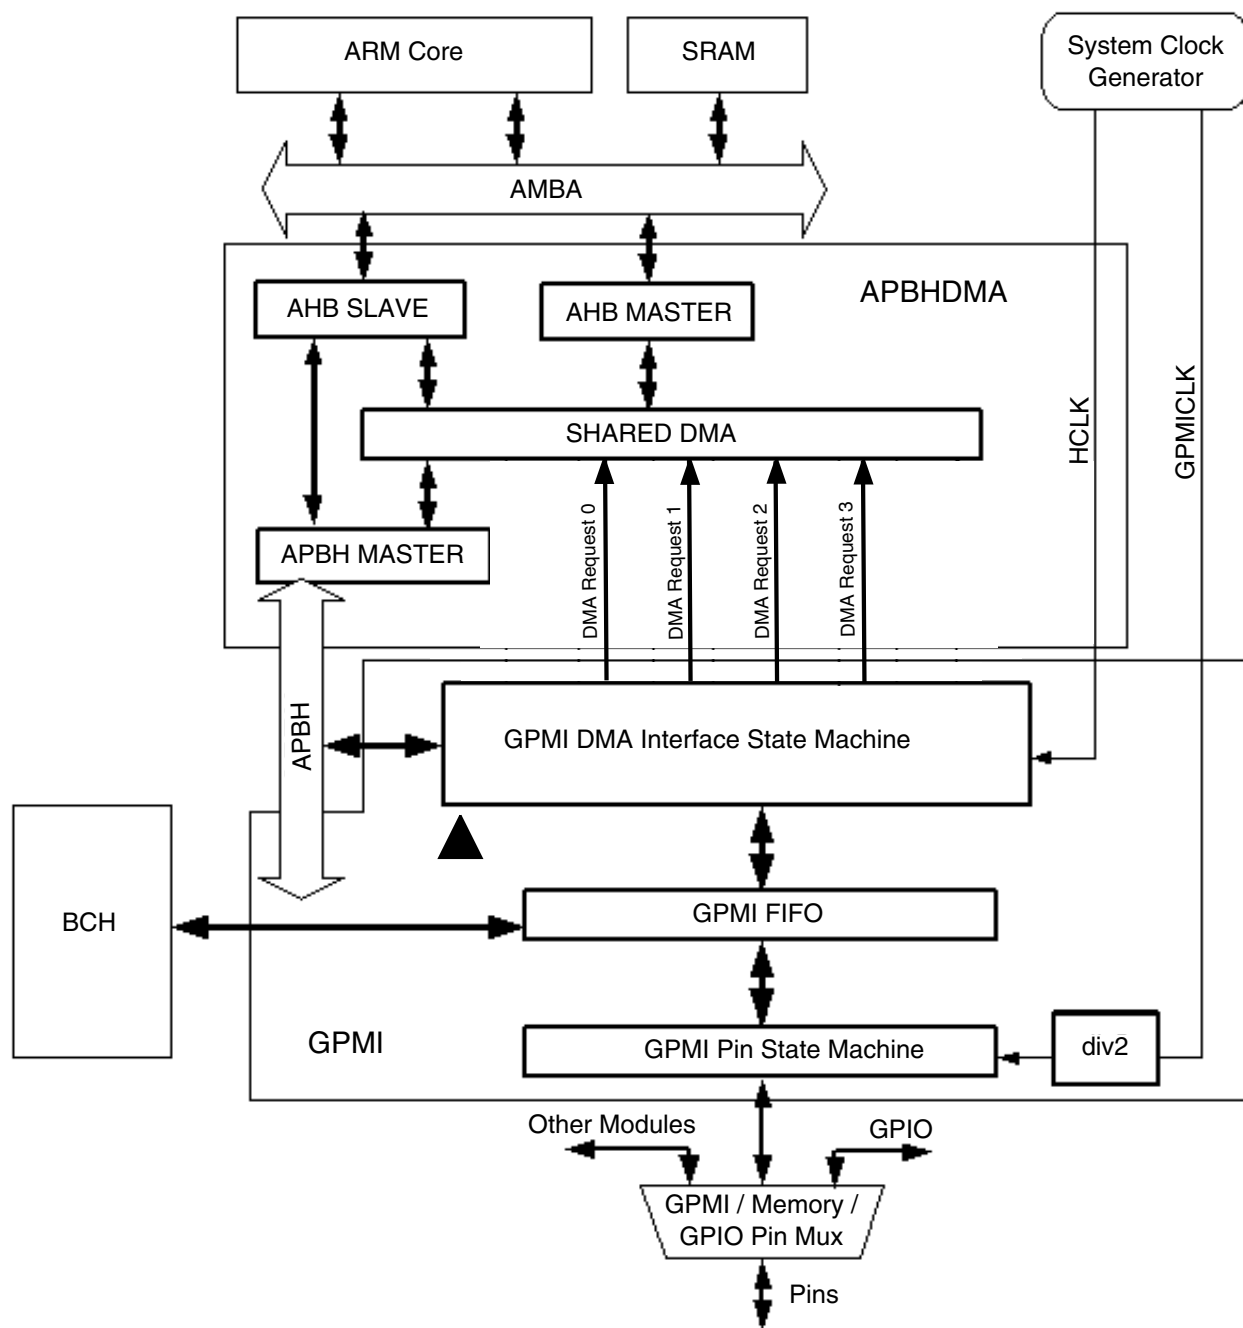 ARM Core
SRAM
System Clock
Generator
AMBA
AHB SLAVE
AHB MASTER
APBHDMA
HCLK
GPMICLK
SHARED DMA
DMA Request 0
DMA Request 1
DMA Request 2
DMA Request 3
APBH MASTER
APBH
GPMI DMA Interface State Machine
BCH
GPMI FIFO
GPMI
GPMI Pin State Machine
div2
Other Modules
GPIO
GPMI / Memory /
GPIO Pin Mux
Pins